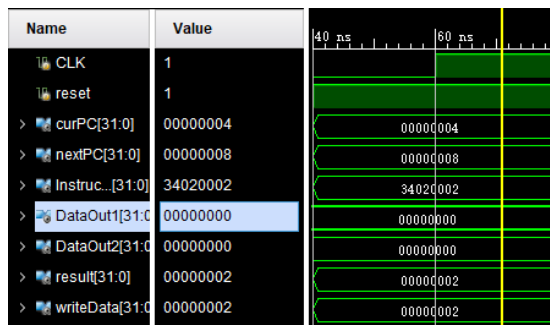 Name Value 40 ns 60 ns
CLK 1
reset 1
curPC[31:0] 00000004 00000004
nextPC[31:0] 00000008 00000008
Instruc...[31:0] 34020002 34020002
DataOut1[31:0 00000000 00000000
DataOut2[31:0 00000000 00000000
result[31:0] 00000002 00000002
writeData[31:0 00000002 00000002